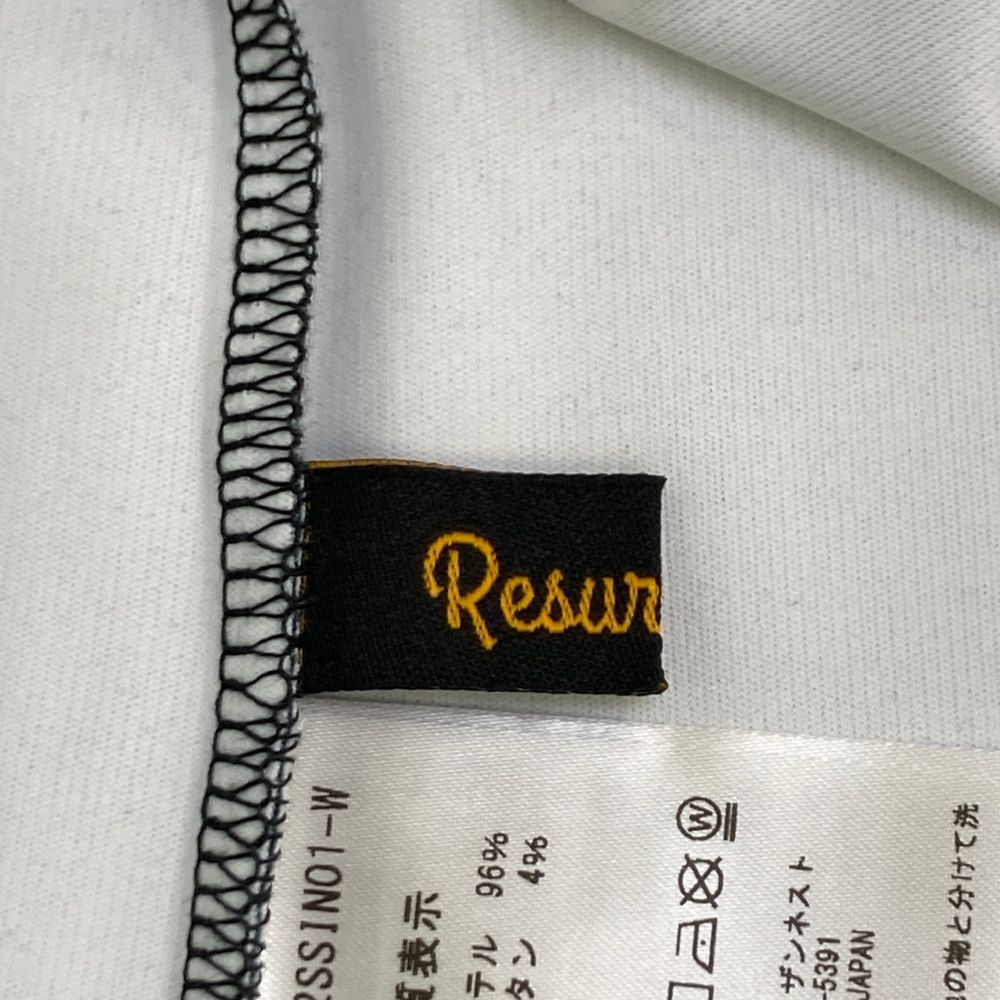 Resur
2SSIN01-W
質表示
テル 96%
タン 4%
W
ザンネスト
5391
JAPAN
の物と分けて洗